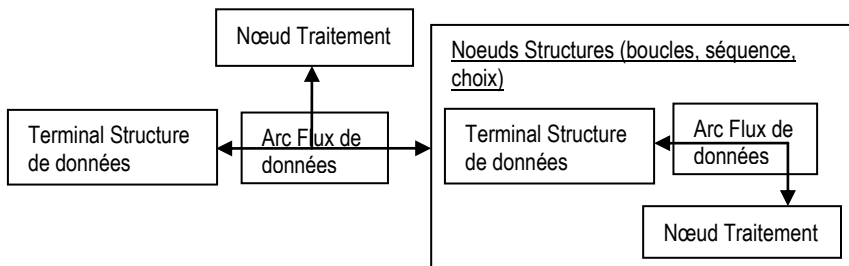 Nœud Traitement
Noeuds Structures (boucles, séquence,
choix)
Terminal Structure
de données
Arc Flux de
données
Terminal Structure
de données
Arc Flux de
données
Nœud Traitement